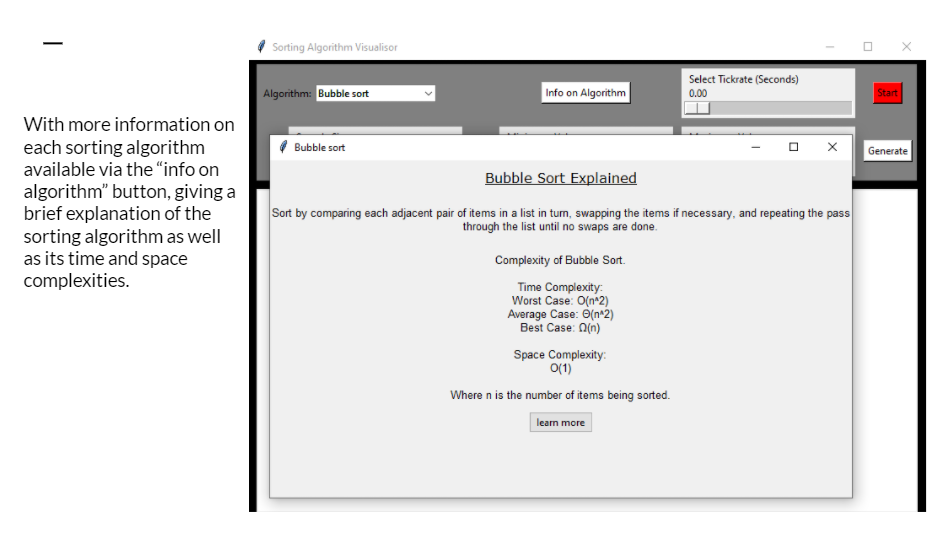 With more information on
each sorting algorithm
available via the “info on
algorithm” button, giving a
brief explanation of the
sorting algorithm as well
as its time and space
complexities.
Sorting Algorithm Visualisor
Algorithm: Bubble sort
Info on Algorithm
Select Tickrate (Seconds)
0.00
Start
Generate
Bubble sort
Bubble Sort Explained
Sort by comparing each adjacent pair of items in a list in turn, swapping the items if necessary, and repeating the pass
through the list until no swaps are done.
Complexity of Bubble Sort.
Time Complexity:
Worst Case: O(n^2)
Average Case: Θ(n^2)
Best Case: Ω(n)
Space Complexity:
O(1)
Where n is the number of items being sorted.
learn more